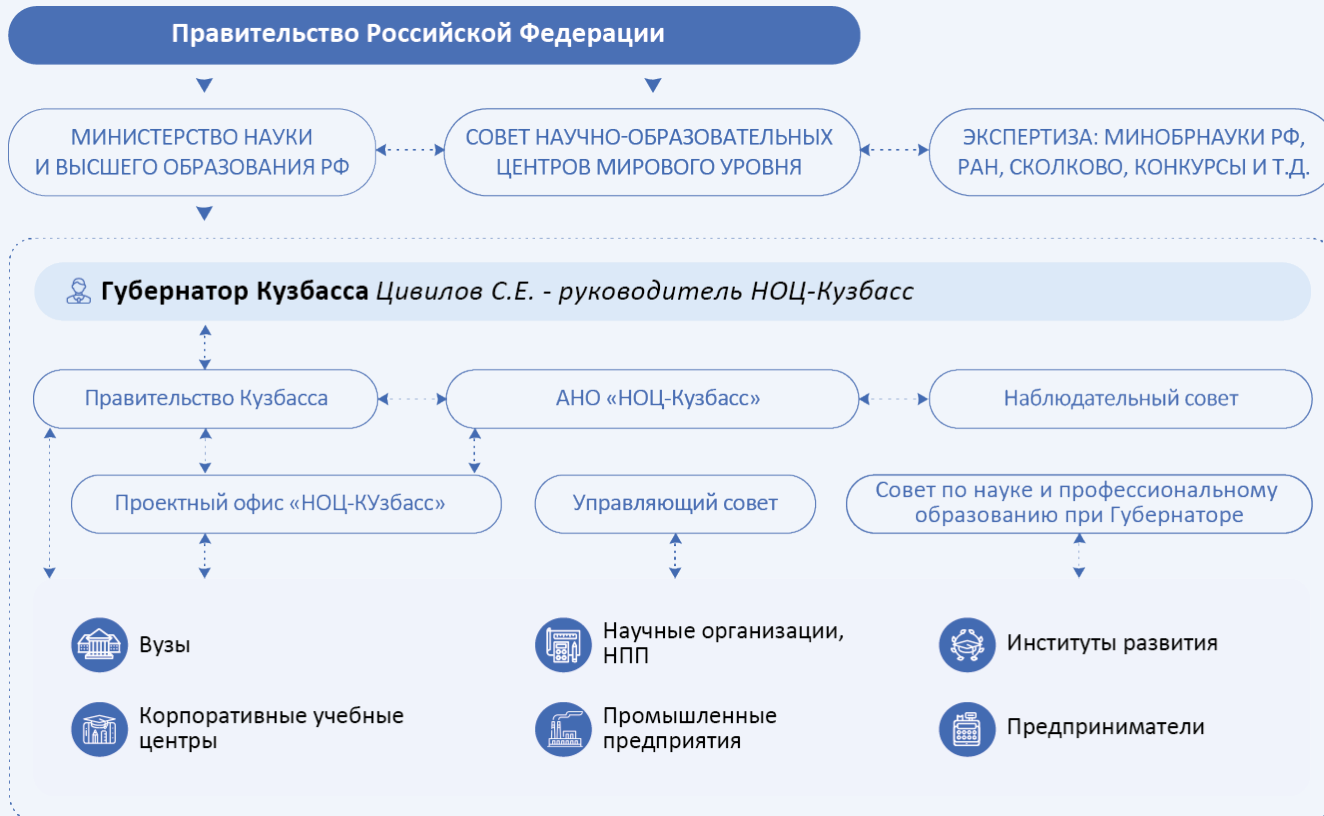 Правительство Российской Федерации
МИНИСТЕРСТВО НАУКИ
И ВЫСШЕГО ОБРАЗОВАНИЯ РФ
СОВЕТ НАУЧНО-ОБРАЗОВАТЕЛЬНЫХ
ЦЕНТРОВ МИРОВОГО УРОВНЯ
ЭКСПЕРТИЗА: МИНОБРНАУКИ РФ,
РАН, СКОЛКОВО, КОНКУРСЫ И Т.Д.
Губернатор Кузбасса Цивилов С.Е. - руководитель НОЦ-Кузбасс
Правительство Кузбасса
АНО «НОЦ-Кузбасс»
Наблюдательный совет
Проектный офис «НОЦ-КУзбасс»
Управляющий совет
Совет по науке и профессиональному
образованию при Губернаторе
Вузы
Научные организации,
НПП
Институты развития
Корпоративные учебные
центры
Промышленные
предприятия
Предприниматели